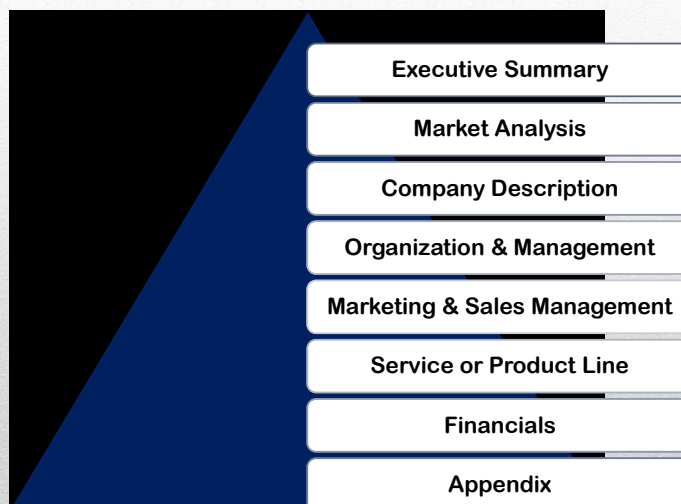 Executive Summary
Market Analysis
Company Description
Organization & Management
Marketing & Sales Management
Service or Product Line
Financials
Appendix